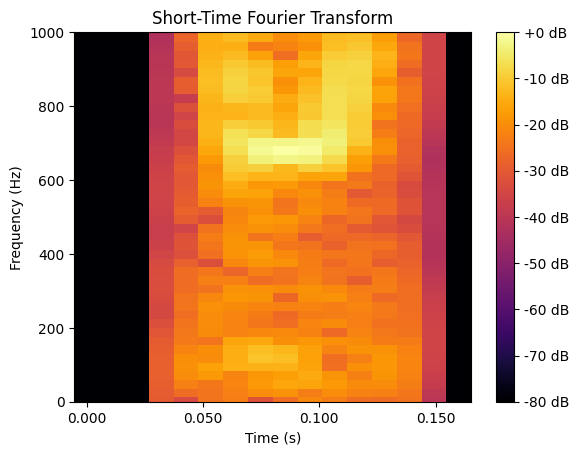 Short-Time Fourier Transform
1000
800
600
400
200
0
Frequency (Hz)
0.000
0.050
0.100
0.150
Time (s)
+0 dB
-10 dB
-20 dB
-30 dB
-40 dB
-50 dB
-60 dB
-70 dB
-80 dB